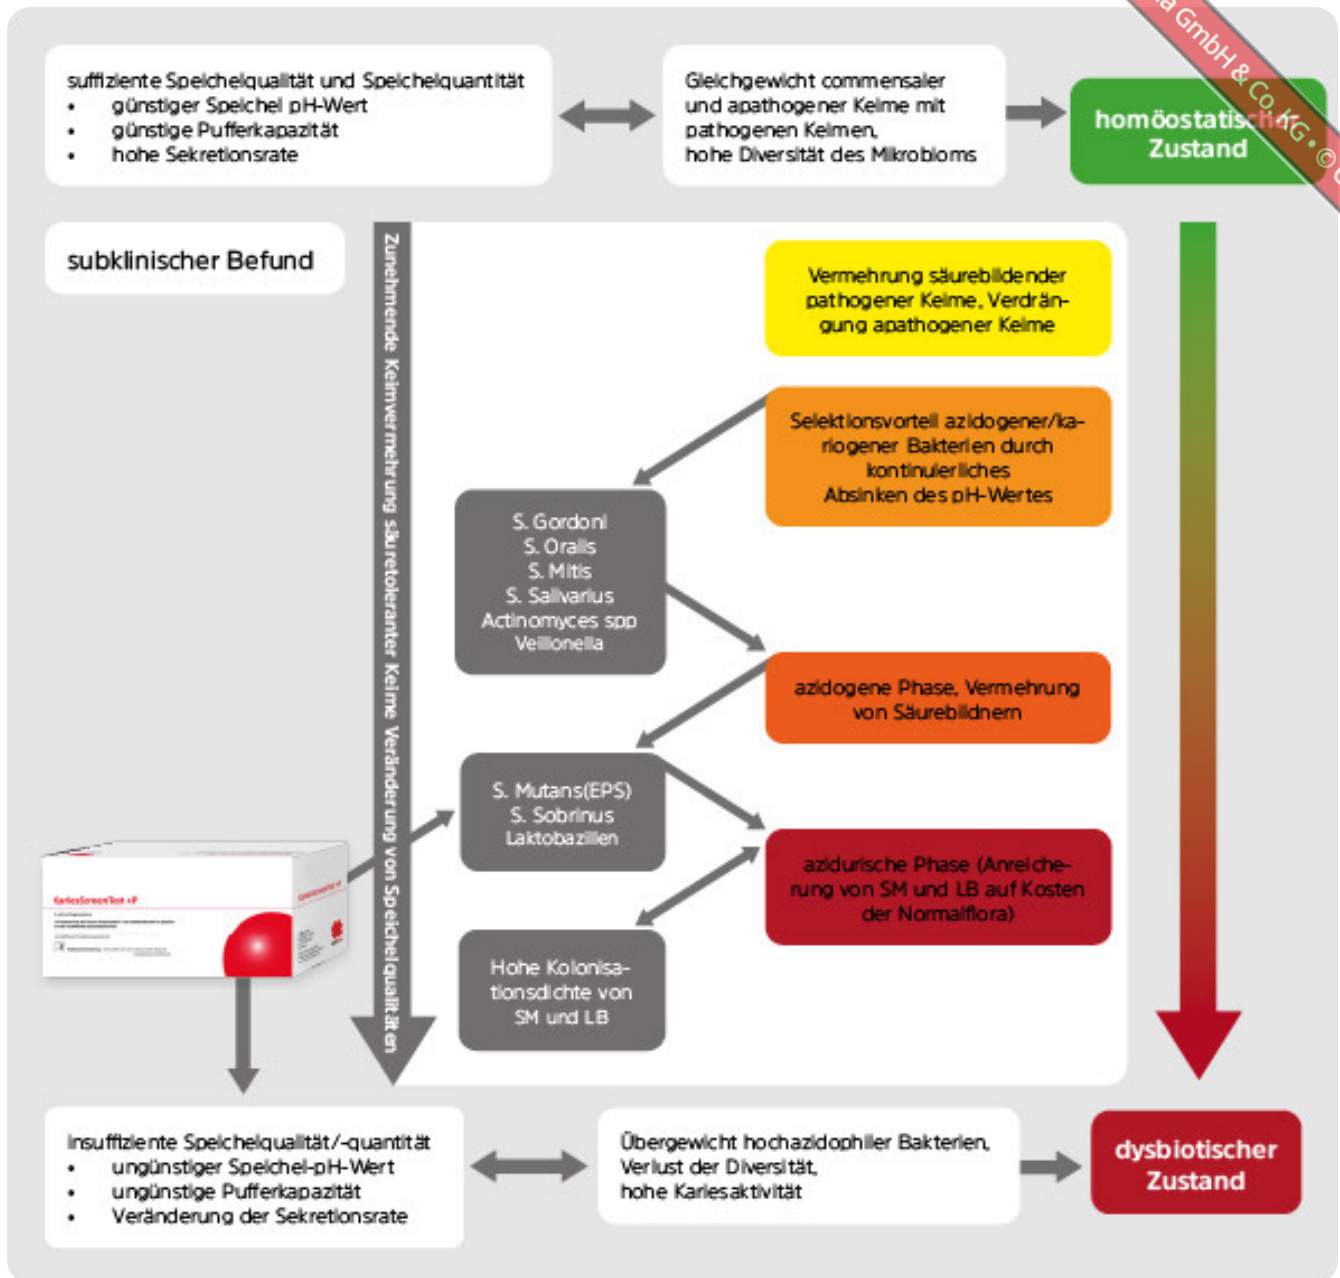 suffiziente Speichelqualität und Speichelquantität
• günstiger Speichel pH-Wert
• günstige Pufferkapazität
• hohe Sekretionsrate
Gleichgewicht commensaler
und apathogener Keime mit
pathogenen Keimen,
hohe Diversität des Mikrobioms
homöostatischer
Zustand
GmbH & Co. KG • ©
subklinischer Befund
Zunehmende Keimvermehrung säuretoleranter Keime Veränderung von Speichelqualitäten
Vermehrung säurebildender
pathogener Keime, Verdrän-
gung apathogener Keime
Selektionsvorteil azidogener/ka-
riogener Bakterien durch
kontinuierliches
Absinken des pH-Wertes
S. Gordoni
S. Oralis
S. Mitis
S. Salivarius
Actinomyces spp
Veillonella
azidogene Phase, Vermehrung
von Säurebildnern
S. Mutans(EPS)
S. Sobrinus
Laktobazillen
KariesScreenTest +P
azidurische Phase (Anreiche-
rung von SM und LB auf Kosten
der Normalflora)
Hohe Kolonisa-
tionsdichte von
SM und LB
insuffiziente Speichelqualität/-quantität
• ungünstiger Speichel-pH-Wert
• ungünstige Pufferkapazität
• Veränderung der Sekretionsrate
Übergewicht hochazidophiler Bakterien,
Verlust der Diversität,
hohe Kariesaktivität
dysbiotischer
Zustand